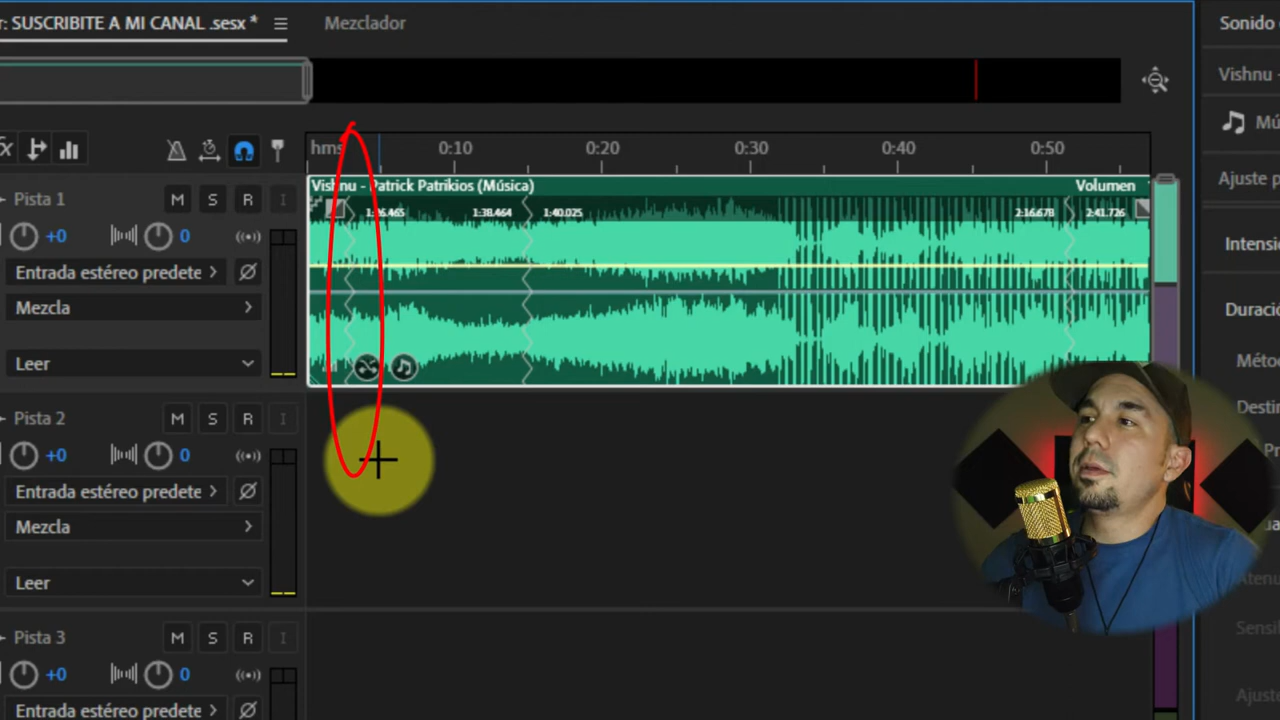 : SUSCRIBITE A MI CANAL .sesx *
Mezclador
Sonido
Vishnu -
Mú
Ajuste p
hms 0:10 0:20 0:30 0:40 0:50
Vishnu - Patrick Patrikios (Música) Volumen
1:38.464 1:40.025 2:16.678 2:41.726
Pista 1 M S R I
+0 0
Entrada estéreo predete
Mezcla
Leer
Intensi
Duració
Méto
Desti
Pista 2 M S R I
+0 0
Entrada estéreo predete
Mezcla
Leer
Atenu
Sensi
Ajuste
Pista 3 M S R I
+0 0
Entrada estéreo predete